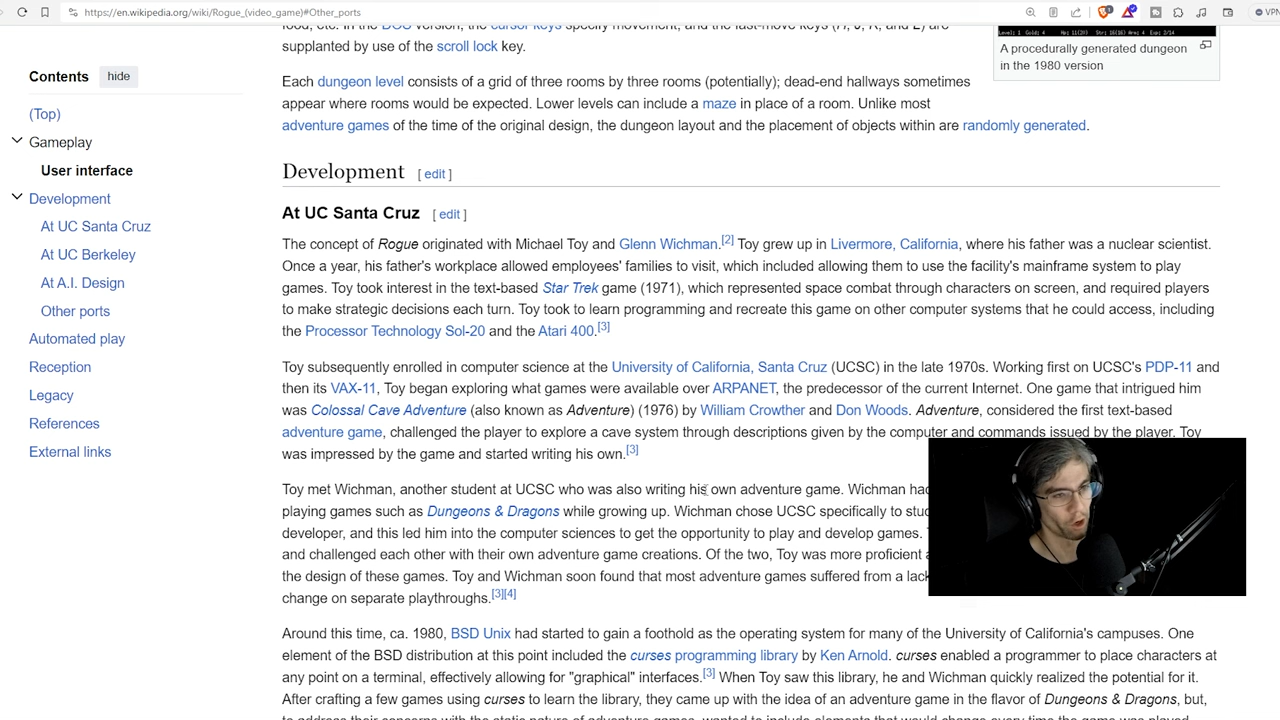 https://en.wikipedia.org/wiki/Rogue_(video_game)#Other_ports
VPN
supplanted by use of the scroll lock key.
Level: 1 Gold: 4 Hp: 11(20) Str: 16(16) Arm: 4 Exp: 2/14
A procedurally generated dungeon
in the 1980 version
Contents hide
(Top)
Gameplay
User interface
Development
At UC Santa Cruz
At UC Berkeley
At A.I. Design
Other ports
Automated play
Reception
Legacy
References
External links
Each dungeon level consists of a grid of three rooms by three rooms (potentially); dead-end hallways sometimes
appear where rooms would be expected. Lower levels can include a maze in place of a room. Unlike most
adventure games of the time of the original design, the dungeon layout and the placement of objects within are randomly generated.
Development [ edit ]
At UC Santa Cruz [ edit ]
The concept of Rogue originated with Michael Toy and Glenn Wichman.[2] Toy grew up in Livermore, California, where his father was a nuclear scientist.
Once a year, his father's workplace allowed employees' families to visit, which included allowing them to use the facility's mainframe system to play
games. Toy took interest in the text-based Star Trek game (1971), which represented space combat through characters on screen, and required players
to make strategic decisions each turn. Toy took to learn programming and recreate this game on other computer systems that he could access, including
the Processor Technology Sol-20 and the Atari 400.[3]
Toy subsequently enrolled in computer science at the University of California, Santa Cruz (UCSC) in the late 1970s. Working first on UCSC's PDP-11 and
then its VAX-11, Toy began exploring what games were available over ARPANET, the predecessor of the current Internet. One game that intrigued him
was Colossal Cave Adventure (also known as Adventure) (1976) by William Crowther and Don Woods. Adventure, considered the first text-based
adventure game, challenged the player to explore a cave system through descriptions given by the computer and commands issued by the player. Toy
was impressed by the game and started writing his own.[3]
Toy met Wichman, another student at UCSC who was also writing his own adventure game. Wichman had
playing games such as Dungeons & Dragons while growing up. Wichman chose UCSC specifically to
developer, and this led him into the computer sciences to get the opportunity to play and develop games.
and challenged each other with their own adventure game creations. Of the two, Toy was more proficient
the design of these games. Toy and Wichman soon found that most adventure games suffered from a
change on separate playthroughs.[3][4]
Around this time, ca. 1980, BSD Unix had started to gain a foothold as the operating system for many of the University of California's campuses. One
element of the BSD distribution at this point included the curses programming library by Ken Arnold. curses enabled a programmer to place characters at
any point on a terminal, effectively allowing for "graphical" interfaces.[3] When Toy saw this library, he and Wichman quickly realized the potential for it.
After crafting a few games using curses to learn the library, they came up with the idea of an adventure game in the flavor of Dungeons & Dragons, but,